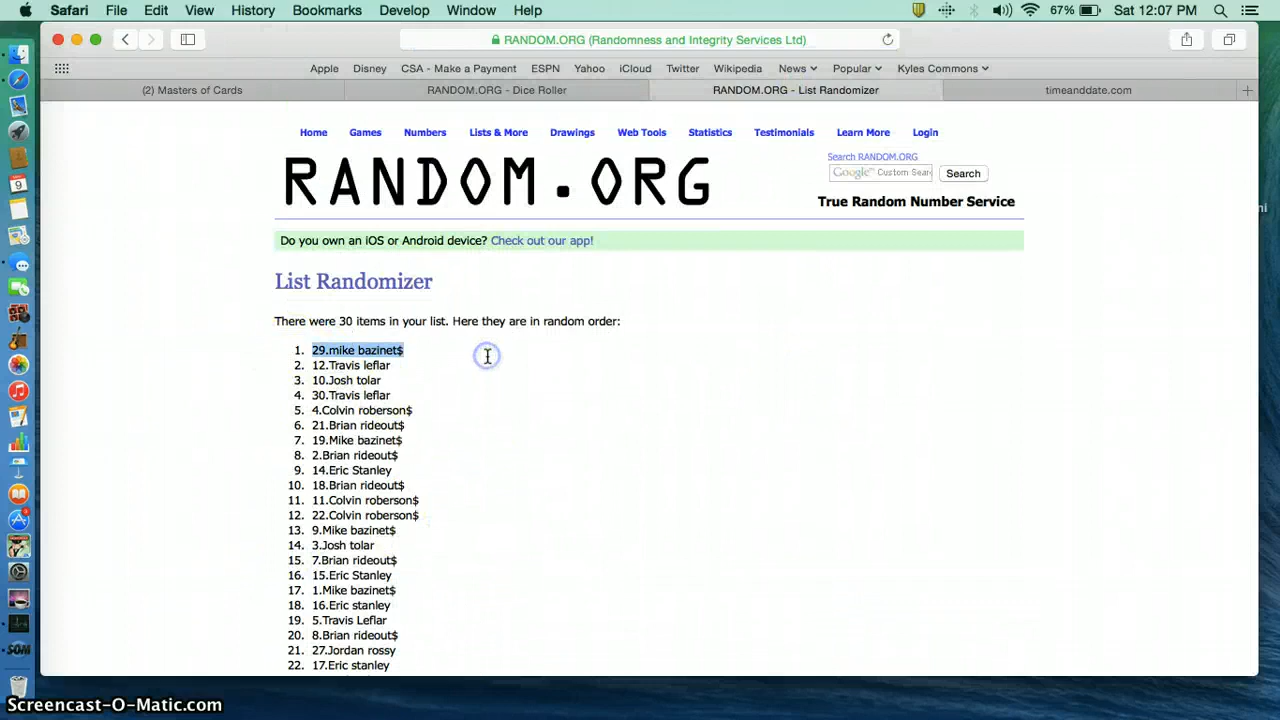 Safari File Edit View History Bookmarks Develop Window Help 67% Sat 12:07 PM
RANDOM.ORG (Randomness and Integrity Services Ltd)
Apple Disney CSA - Make a Payment ESPN Yahoo iCloud Twitter Wikipedia News Popular Kyles Commons
(2) Masters of Cards RANDOM.ORG - Dice Roller RANDOM.ORG - List Randomizer timeanddate.com
Home Games Numbers Lists & More Drawings Web Tools Statistics Testimonials Learn More Login
Search RANDOM.ORG
RANDOM.ORG
Google™ Custom Sear Search
True Random Number Service
Do you own an iOS or Android device? Check out our app!
List Randomizer
There were 30 items in your list. Here they are in random order:
1. 29.mike bazinet$
2. 12.Travis leflar
3. 10.Josh tolar
4. 30.Travis leflar
5. 4.Colvin roberson$
6. 21.Brian rideout$
7. 19.Mike bazinet$
8. 2.Brian rideout$
9. 14.Eric Stanley
10. 18.Brian rideout$
11. 11.Colvin roberson$
12. 22.Colvin roberson$
13. 9.Mike bazinet$
14. 3.Josh tolar
15. 7.Brian rideout$
16. 15.Eric Stanley
17. 1.Mike bazinet$
18. 16.Eric stanley
19. 5.Travis Leflar
20. 8.Brian rideout$
21. 27.Jordan rossy
22. 17.Eric stanley
Screencast-O-Matic.com